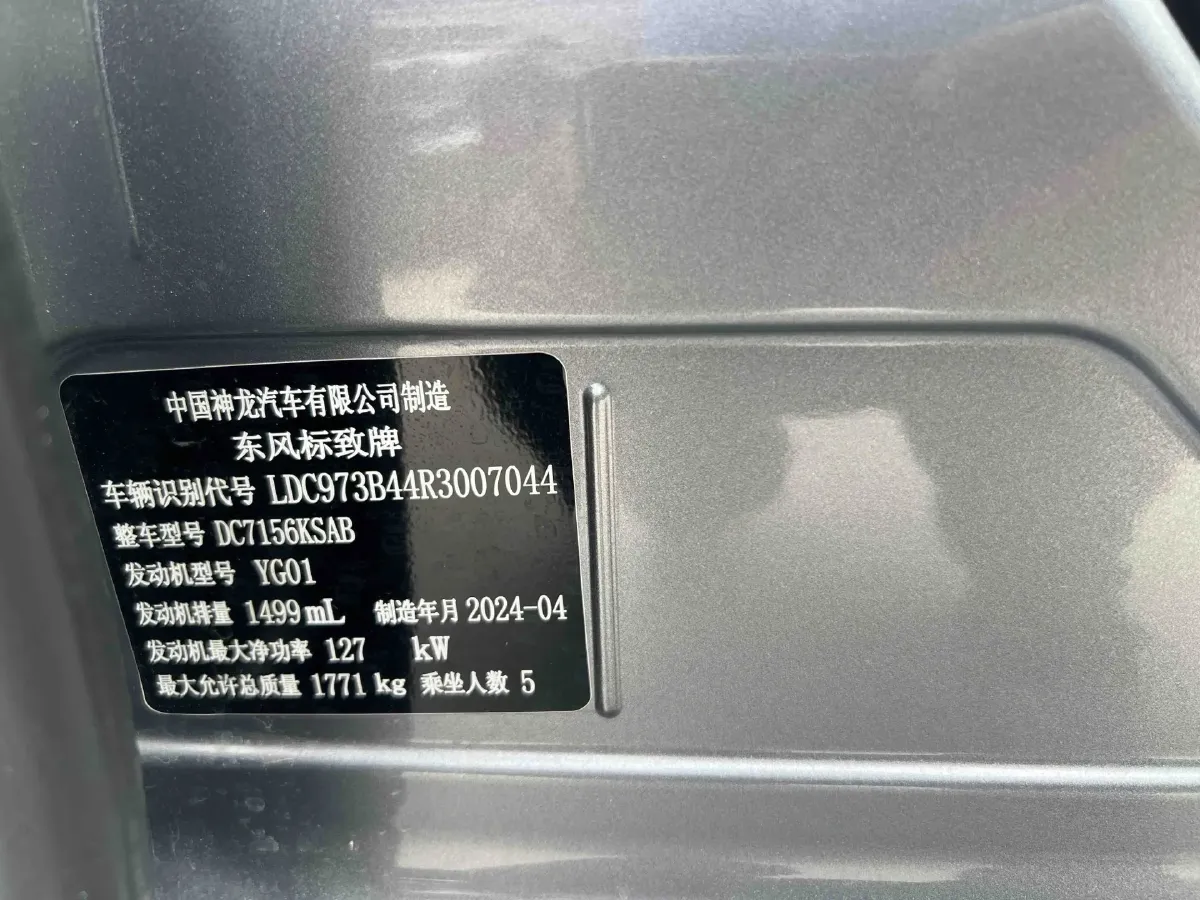 中国神龙汽车有限公司制造
东风标致牌
车辆识别代号 LDC973B44R3007044
整车型号 DC7156KSAB
发动机型号 YG01
发动机排量 1499 mL 制造年月 2024-04
发动机最大净功率 127 kW
最大允许总质量 1771 kg 乘坐人数 5